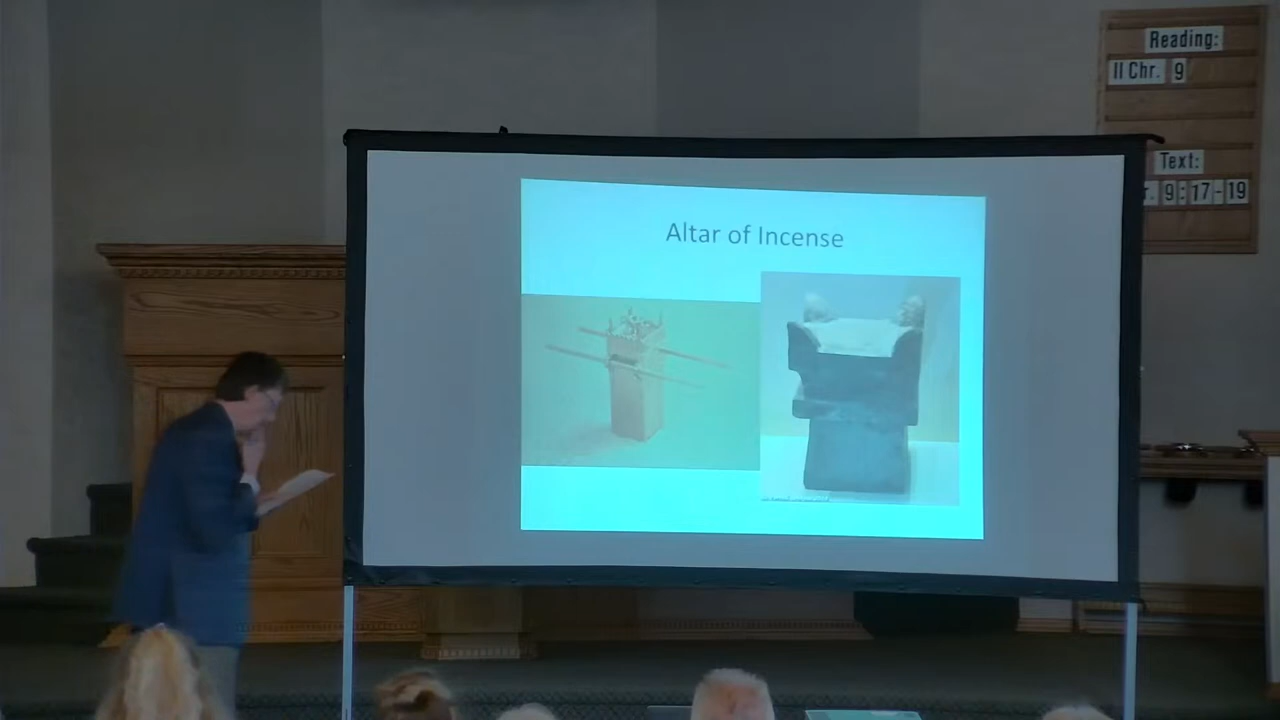 Reading:
II Chr. 9
Text:
r. 9:17-19
Altar of Incense